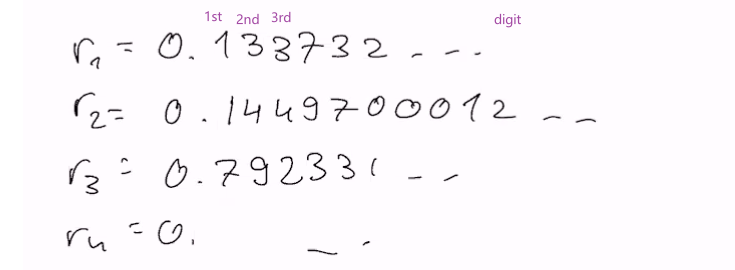 1st 2nd 3rd digit
r₁ = 0.133732 ...
r₂ = 0.1449700012 --
r₃ = 0.792331 --
r₄ = 0. --